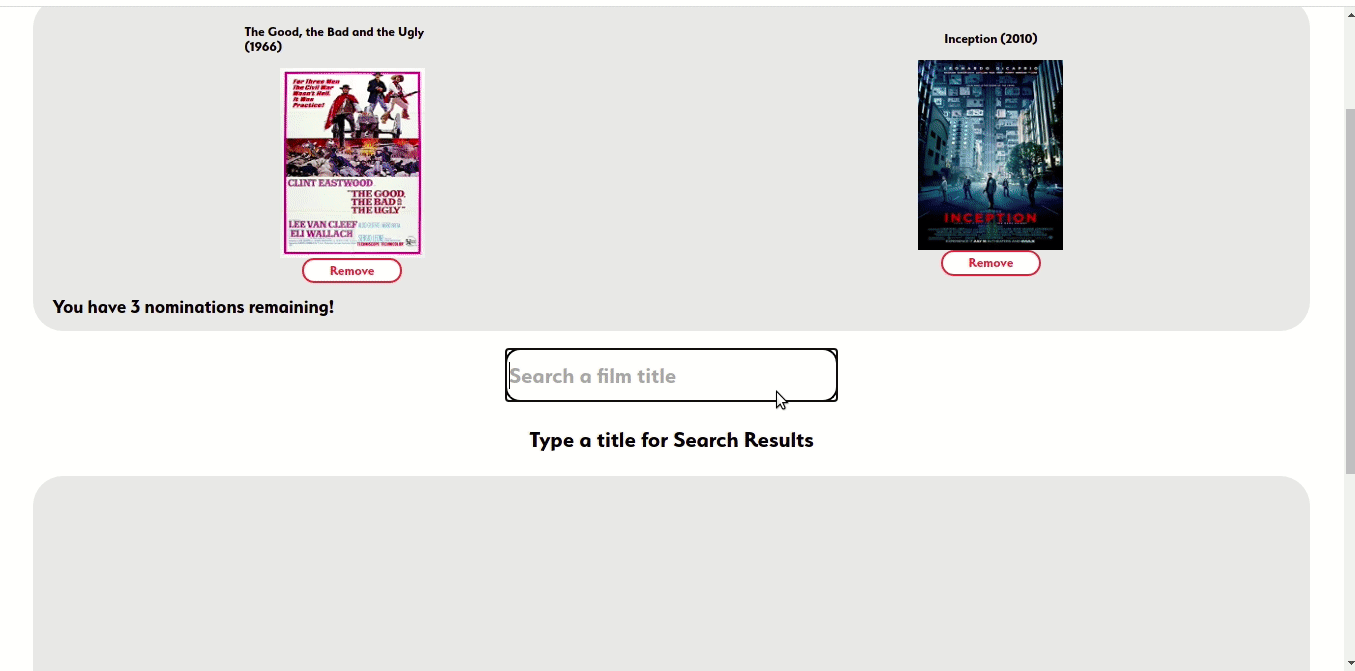 The Good, the Bad and the Ugly
(1966)
For Three Men
The Civil War
Wasn't Hell.
It Was
Practice!
CLINT EASTWOOD
"THE GOOD,
THE BAD &
THE UGLY"
LEE VAN CLEEF
ELI WALLACH
TECHNISCOPE TECHNICOLOR
Remove
Inception (2010)
LEONARDO DiCAPRIO
INCEPTION
Remove
You have 3 nominations remaining!
Search a film title
Type a title for Search Results